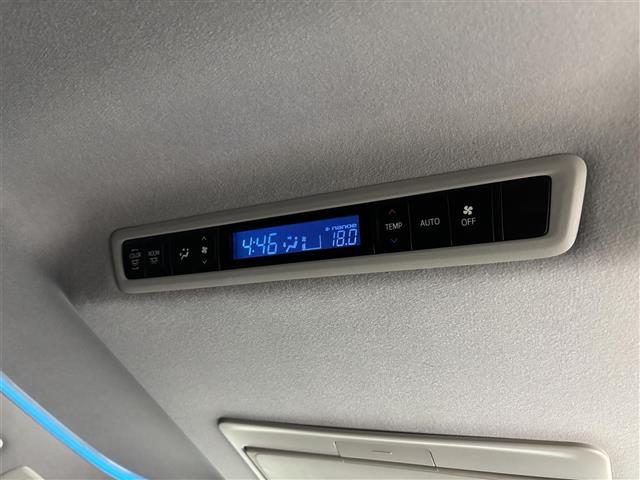 COLOR ROOM
4:46 nanoe 18.0
TEMP
AUTO
OFF